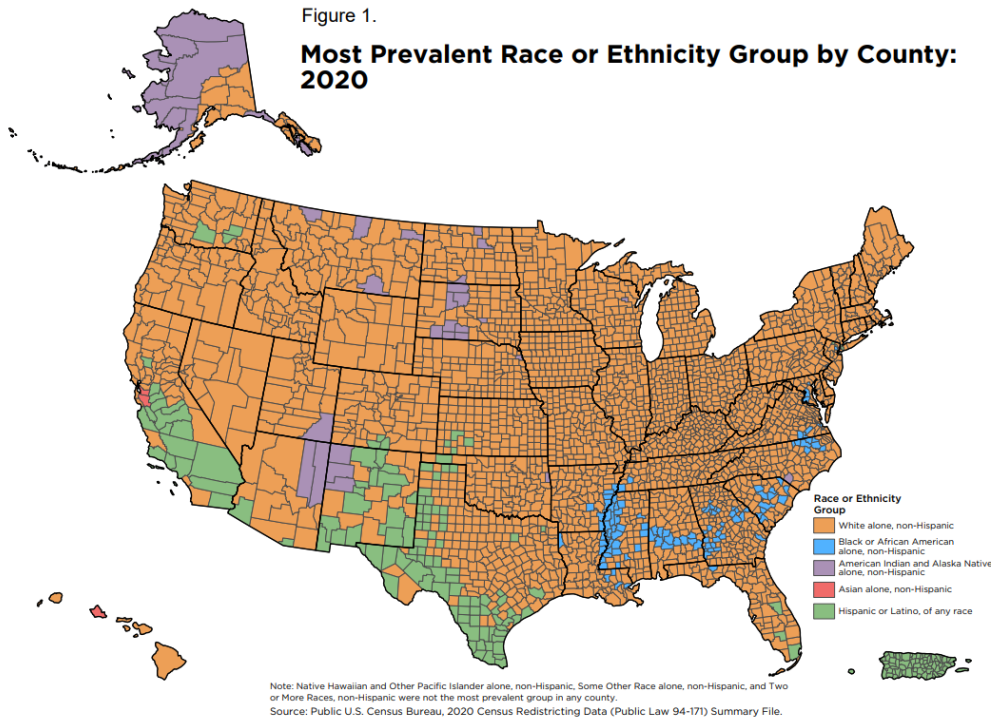 Figure 1.
Most Prevalent Race or Ethnicity Group by County:
2020
Race or Ethnicity
Group
White alone, non-Hispanic
Black or African American
alone, non-Hispanic
American Indian and Alaska Native
alone, non-Hispanic
Asian alone, non-Hispanic
Hispanic or Latino, of any race
Note: Native Hawaiian and Other Pacific Islander alone, non-Hispanic, Some Other Race alone, non-Hispanic, and Two
or More Races, non-Hispanic were not the most prevalent group in any county.
Source: Public U.S. Census Bureau, 2020 Census Redistricting Data (Public Law 94-171) Summary File.